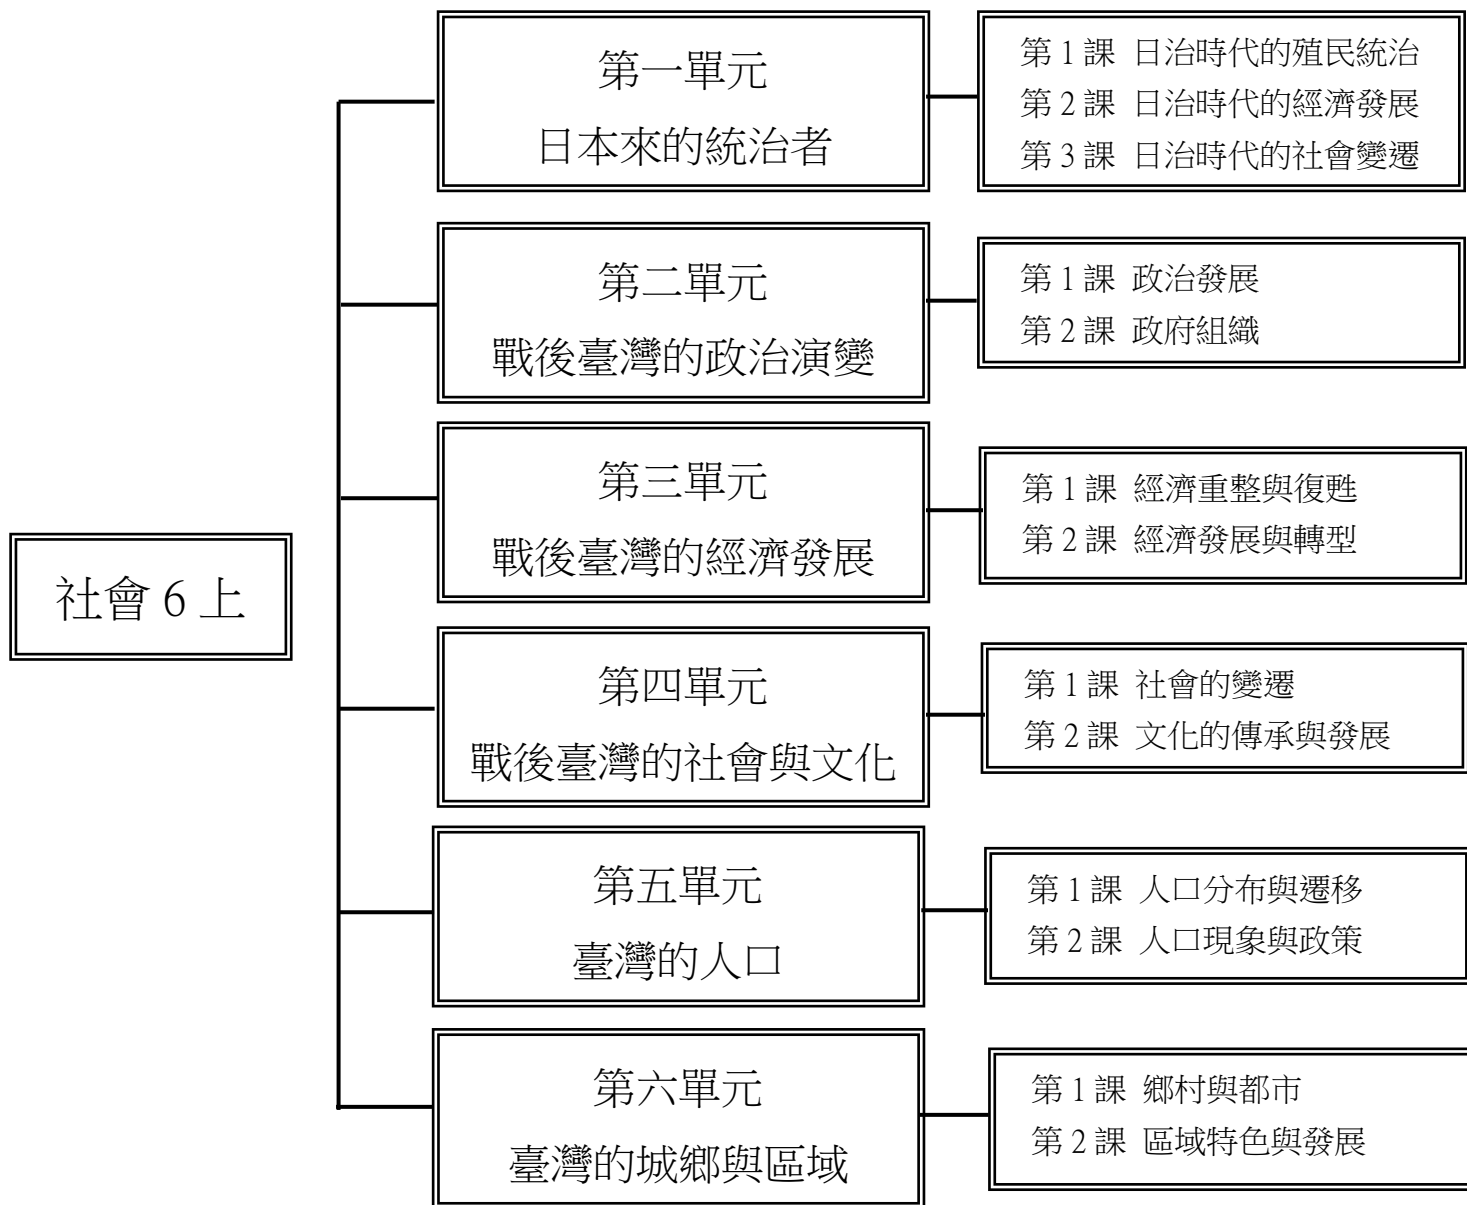 社會 6 上
第一單元
日本來的統治者
第 1 課 日治時代的殖民統治
第 2 課 日治時代的經濟發展
第 3 課 日治時代的社會變遷
第二單元
戰後臺灣的政治演變
第 1 課 政治發展
第 2 課 政府組織
第三單元
戰後臺灣的經濟發展
第 1 課 經濟重整與復甦
第 2 課 經濟發展與轉型
第四單元
戰後臺灣的社會與文化
第 1 課 社會的變遷
第 2 課 文化的傳承與發展
第五單元
臺灣的人口
第 1 課 人口分布與遷移
第 2 課 人口現象與政策
第六單元
臺灣的城鄉與區域
第 1 課 鄉村與都市
第 2 課 區域特色與發展